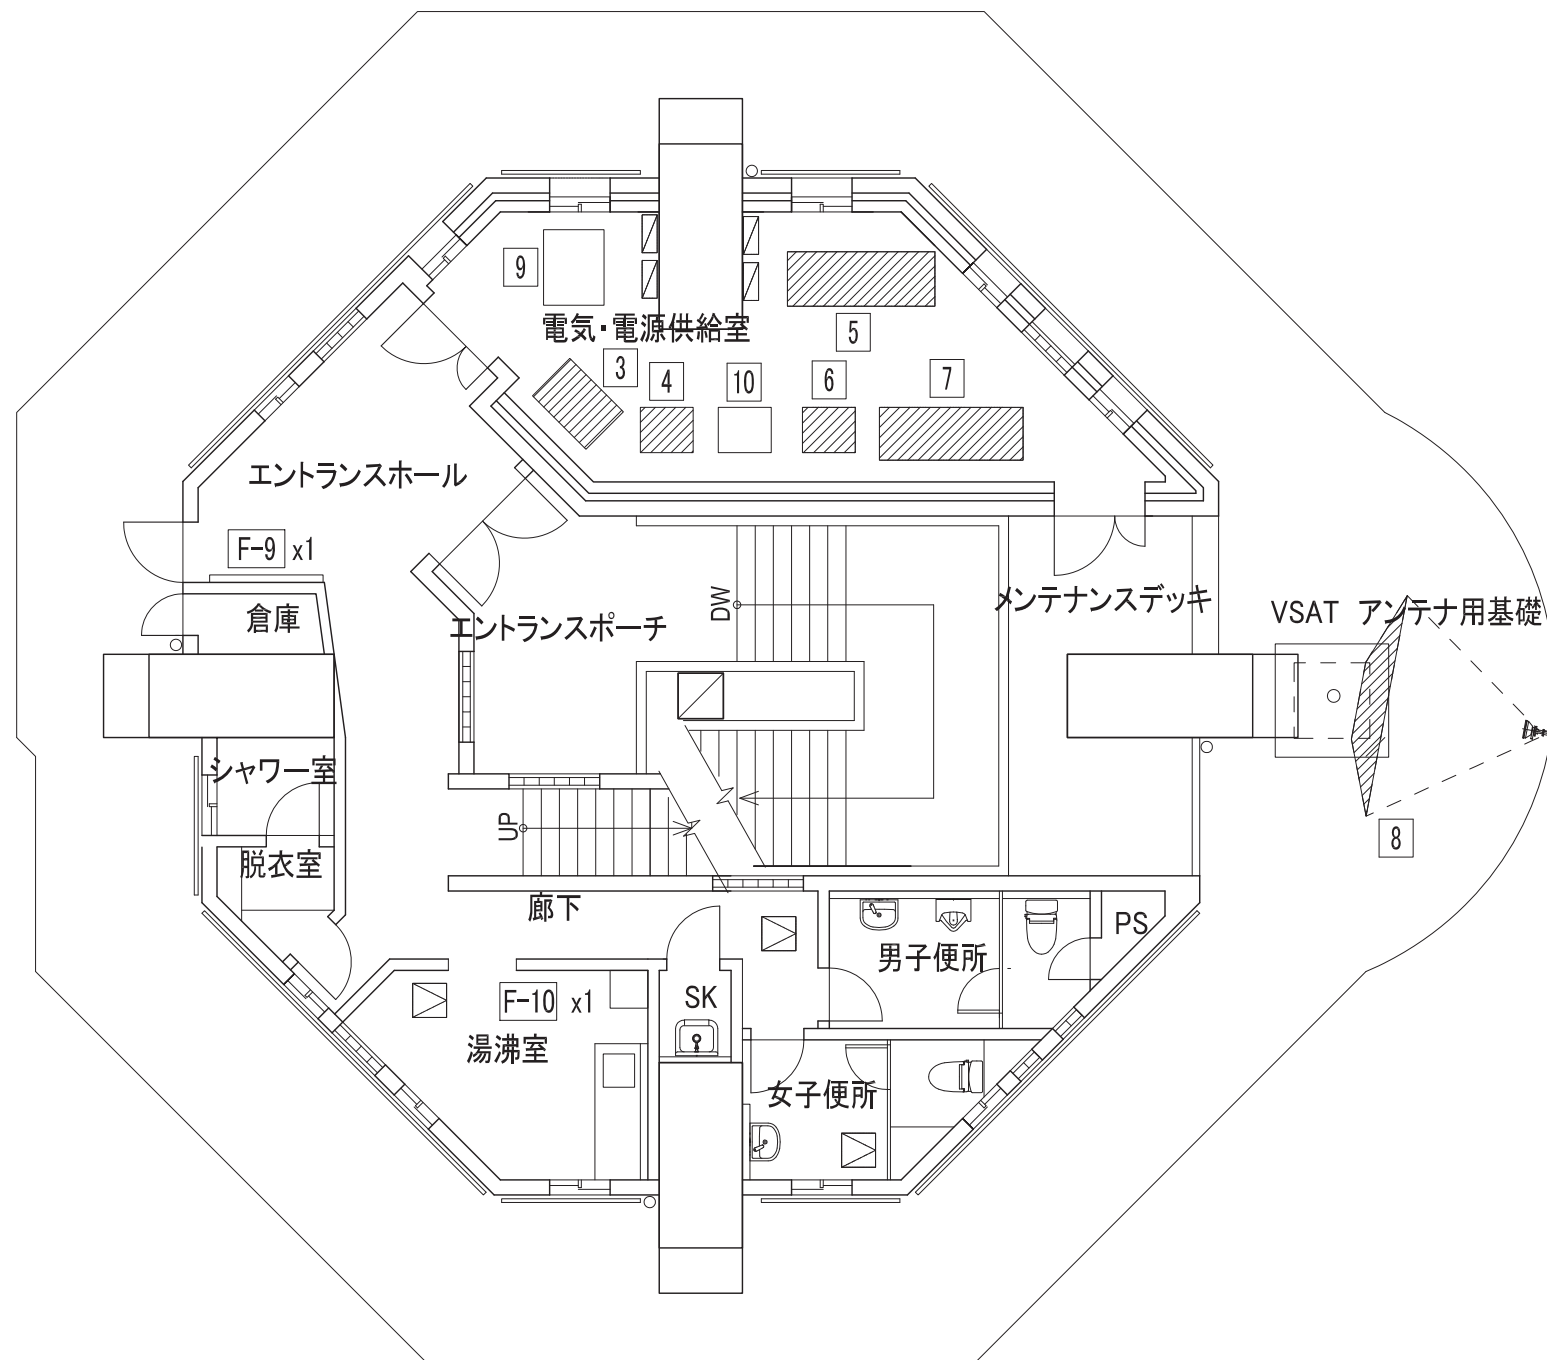 9
電気・電源供給室
5
3
4
10
6
7
エントランスホール
F-9 x1
倉庫
エントランスポーチ
DW
メンテナンスデッキ
VSAT アンテナ用基礎
シャワー室
UP
8
脱衣室
廊下
PS
男子便所
F-10 x1
SK
湯沸室
女子便所